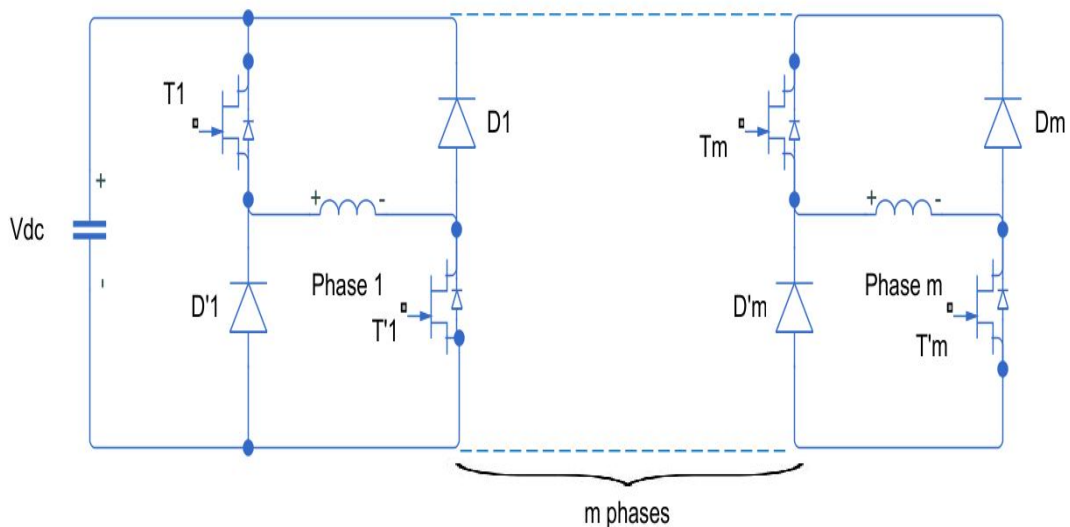 T1
D1
Tm
Dm
+
+ -
+ -
Vdc
-
D'1
Phase 1
T'1
D'm
Phase m
T'm
m phases